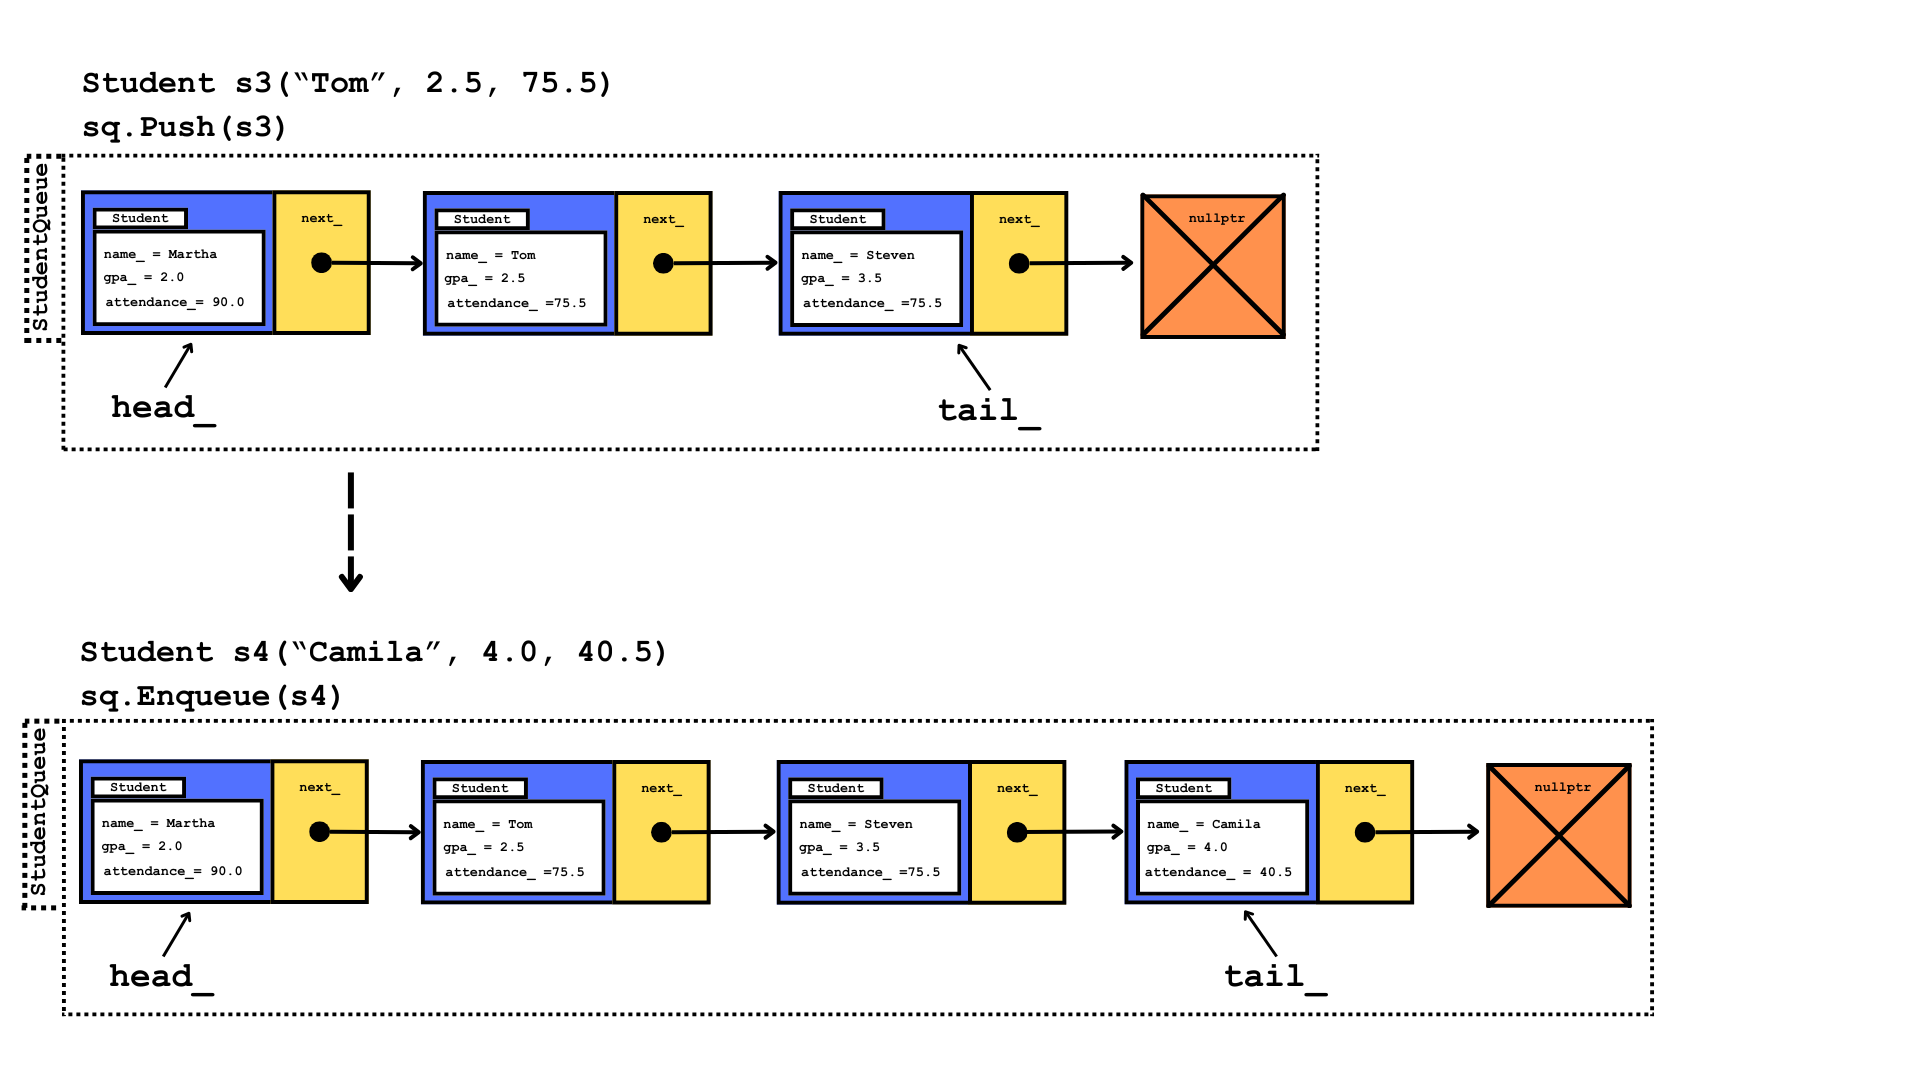 Student s3(“Tom”, 2.5, 75.5)
sq.Push(s3)
StudentQueue
Student
name_ = Martha
gpa_ = 2.0
attendance_= 90.0
next_
Student
name_ = Tom
gpa_ = 2.5
attendance_ =75.5
next_
Student
name_ = Steven
gpa_ = 3.5
attendance_ =75.5
next_
nullptr
head_
tail_
Student s4(“Camila”, 4.0, 40.5)
sq.Enqueue(s4)
StudentQueue
Student
name_ = Martha
gpa_ = 2.0
attendance_= 90.0
next_
Student
name_ = Tom
gpa_ = 2.5
attendance_ =75.5
next_
Student
name_ = Steven
gpa_ = 3.5
attendance_ =75.5
next_
Student
name_ = Camila
gpa_ = 4.0
attendance_ = 40.5
next_
nullptr
head_
tail_